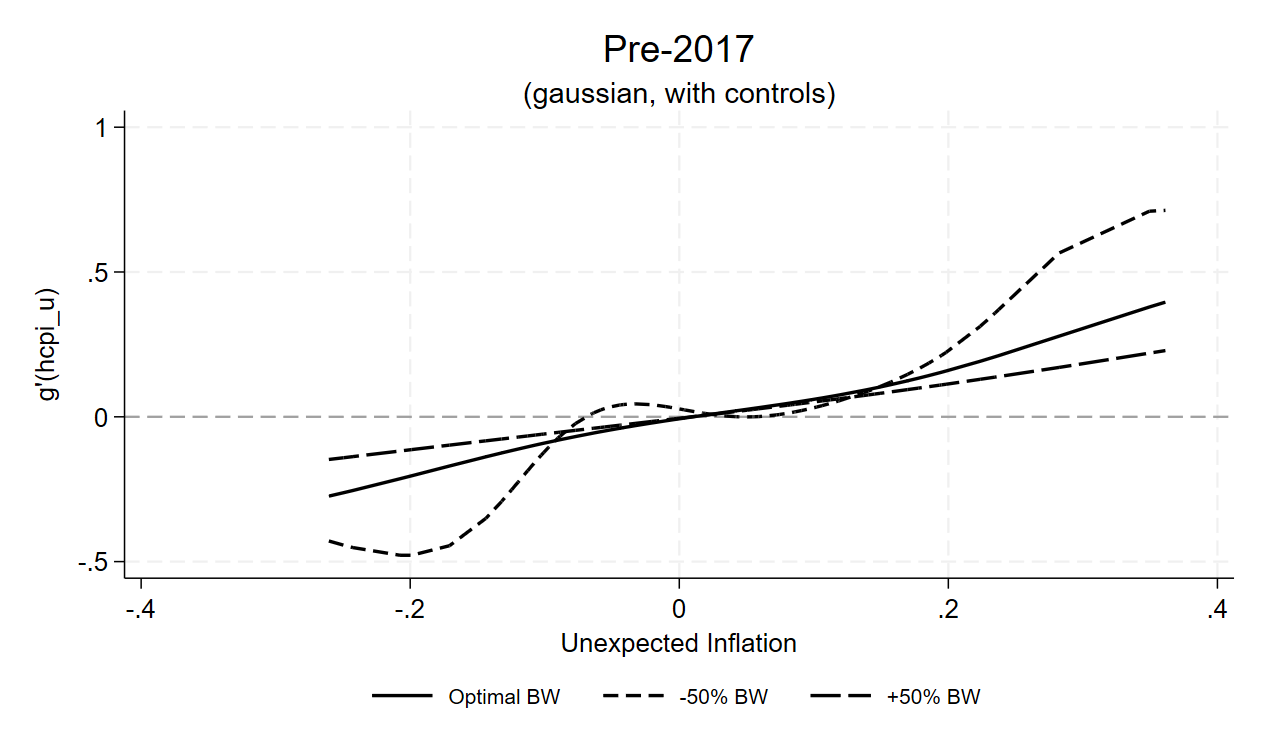 Pre-2017
(gaussian, with controls)
g'(hcpi_u)
1
.5
0
-.5
-.4
-.2
0
.2
.4
Unexpected Inflation
Optimal BW
-50% BW
+50% BW